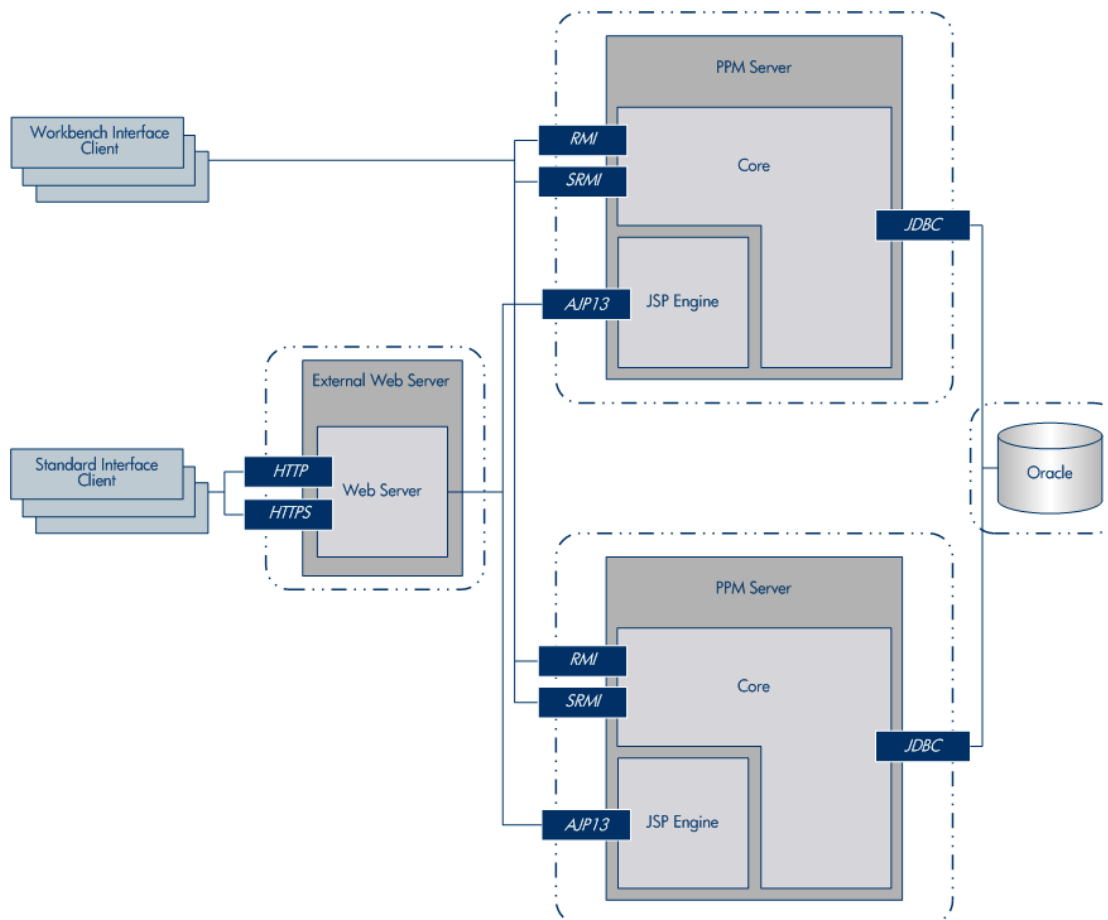 PPM Server
Workbench Interface
Client
RMI
Core
SRMI
JDBC
AJP13
JSP Engine
External Web Server
Standard Interface
Client
HTTP
Web Server
HTTPS
Oracle
PPM Server
RMI
Core
SRMI
JDBC
AJP13
JSP Engine